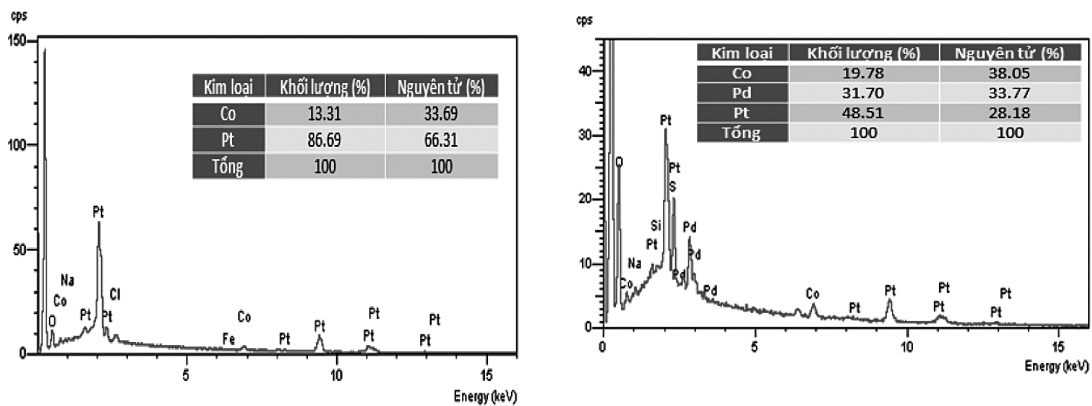 cps
150
100
50
0
Kim loại Khối lượng (%) Nguyên tử (%)
Co 13.31 33.69
Pt 86.69 66.31
Tổng 100 100
Pt
Na
Co
O
Pt
Cl
Pt
Fe
Co
Pt
Pt
Pt
Pt
Pt
Pt
5 10 15
Energy (keV)
cps
40
30
20
10
0
Kim loại Khối lượng (%) Nguyên tử (%)
Co 19.78 38.05
Pd 31.70 33.77
Pt 48.51 28.18
Tổng 100 100
O
Co
Na
Si
Pt
Pt
Pt
S
Pd
Pd
Pd
Pd
Co
Pt
Pt
Pt
Pt
Pt
Pt
0 5 10 15
Energy (keV)